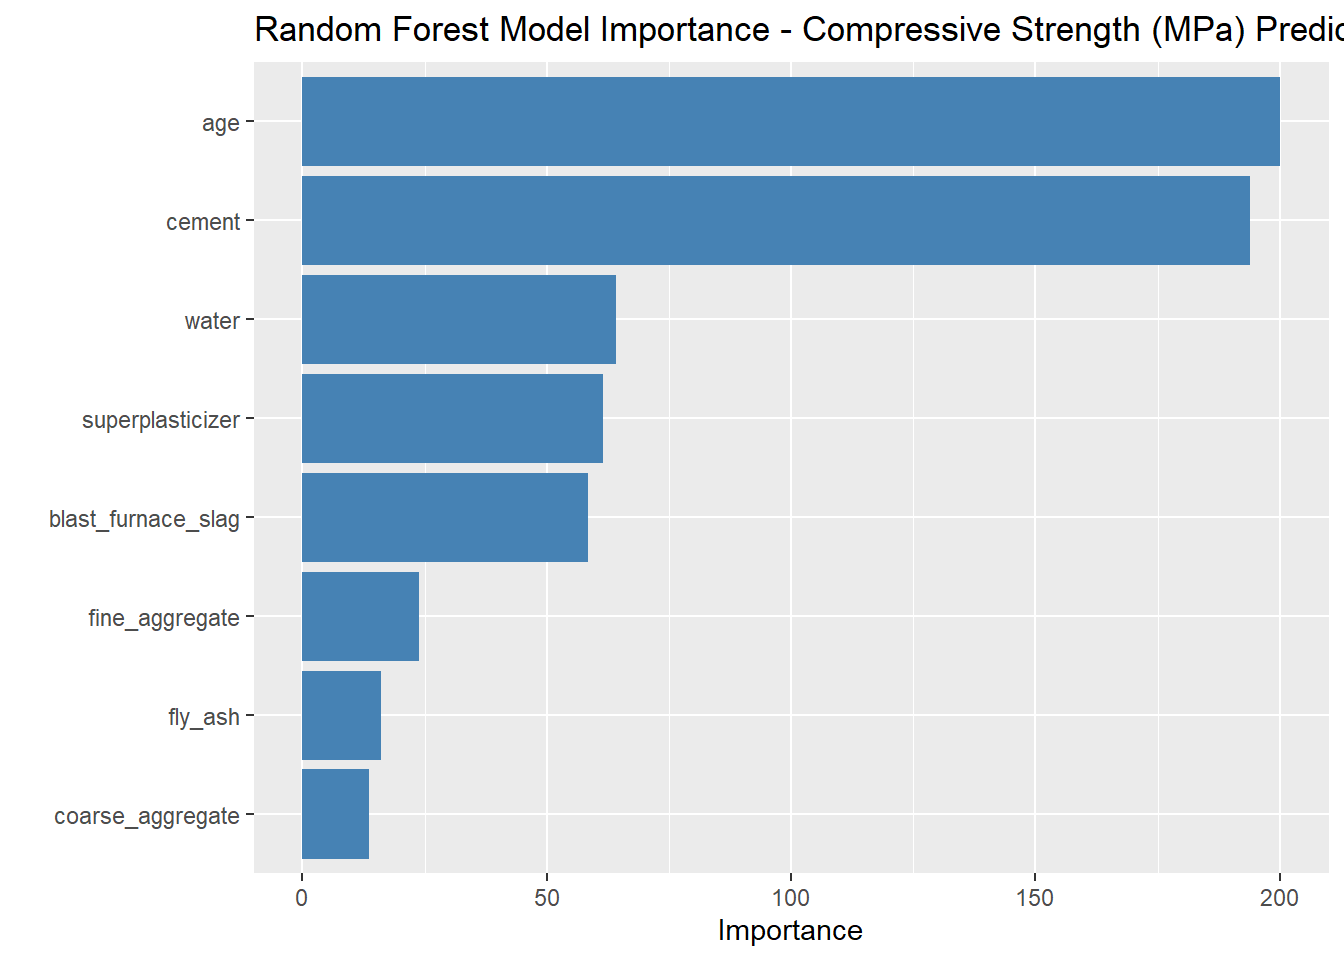 Random Forest Model Importance - Compressive Strength (MPa) Predic
age
cement
water
superplasticizer
blast_furnace_slag
fine_aggregate
fly_ash
coarse_aggregate
0 50 100 150 200
Importance